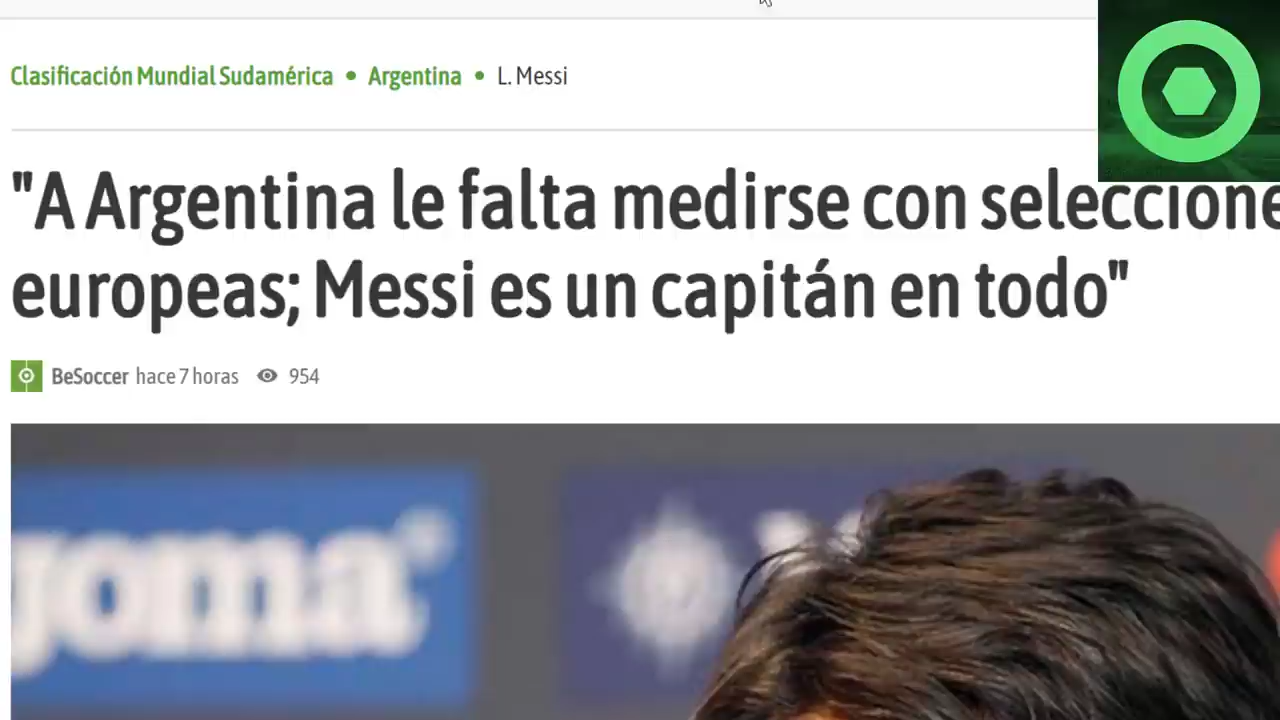 Clasificación Mundial Sudamérica • Argentina • L. Messi
"A Argentina le falta medirse con seleccione
europeas; Messi es un capitán en todo"
BeSoccer hace 7 horas 954
joma